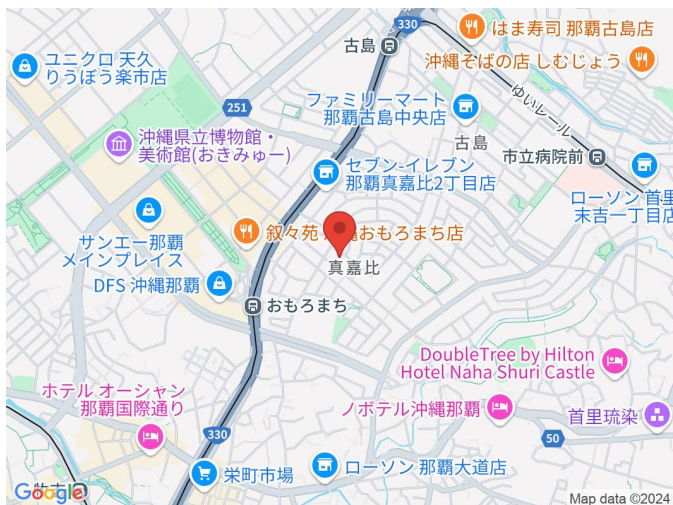 330
はま寿司 那覇古島店
古島
ユニクロ 天久
りうぼう楽市店
沖縄そばの店 しむじょう
ファミリーマート
那覇古島中央店
ゆいレール
251
沖縄県立博物館・
美術館(おきみゅー)
古島
市立病院前
セブン-イレブン
那覇真嘉比2丁目店
ローソン 首里
末吉一丁目店
サンエー那覇
メインプレイス
叙々苑
おもろまち店
真嘉比
DFS 沖縄那覇
おもろまち
DoubleTree by Hilton
Hotel Naha Shuri Castle
ホテル オーシャン
那覇国際通り
ノボテル沖縄那覇
首里琉染
330
50
栄町市場
ローソン 那覇大道店
Google
Map data ©2024